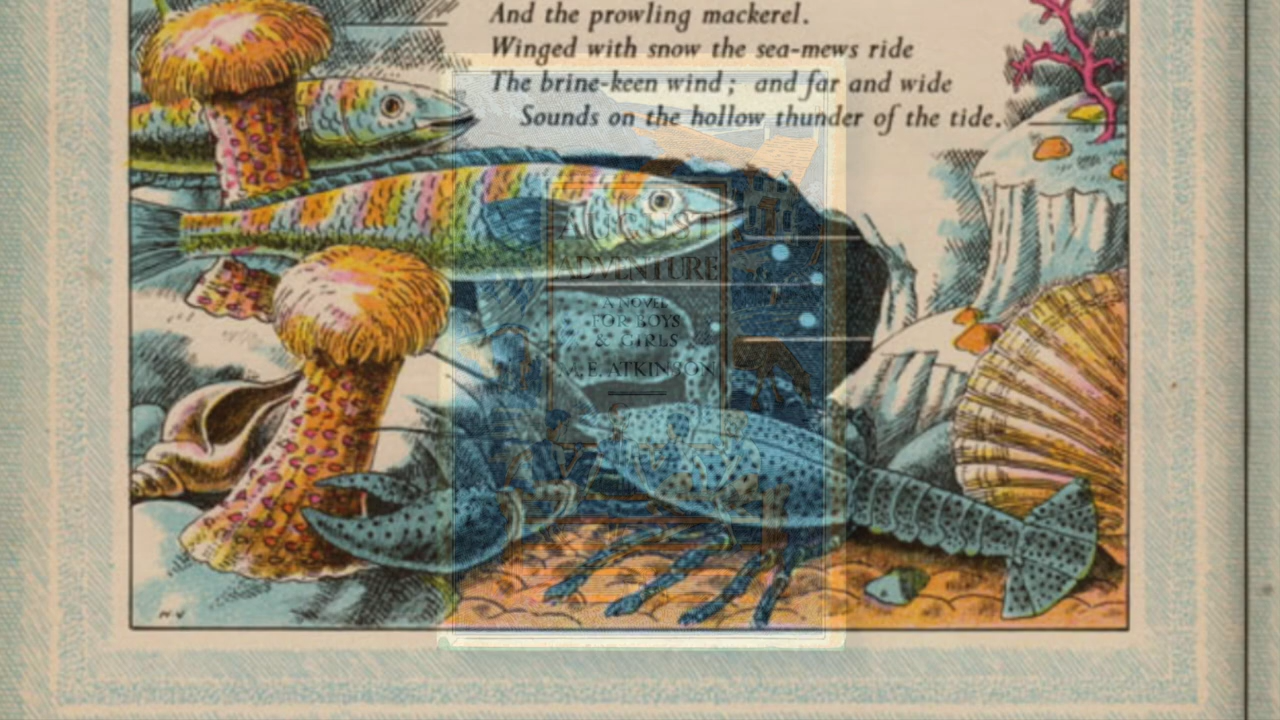 And the prowling mackerel.
Winged with snow the sea-mews ride
The brine-keen wind; and far and wide
Sounds on the hollow thunder of the tide.
AUGUST
ADVENTURE
A NOVEL
FOR BOYS
& GIRLS
M. E. ATKINSON